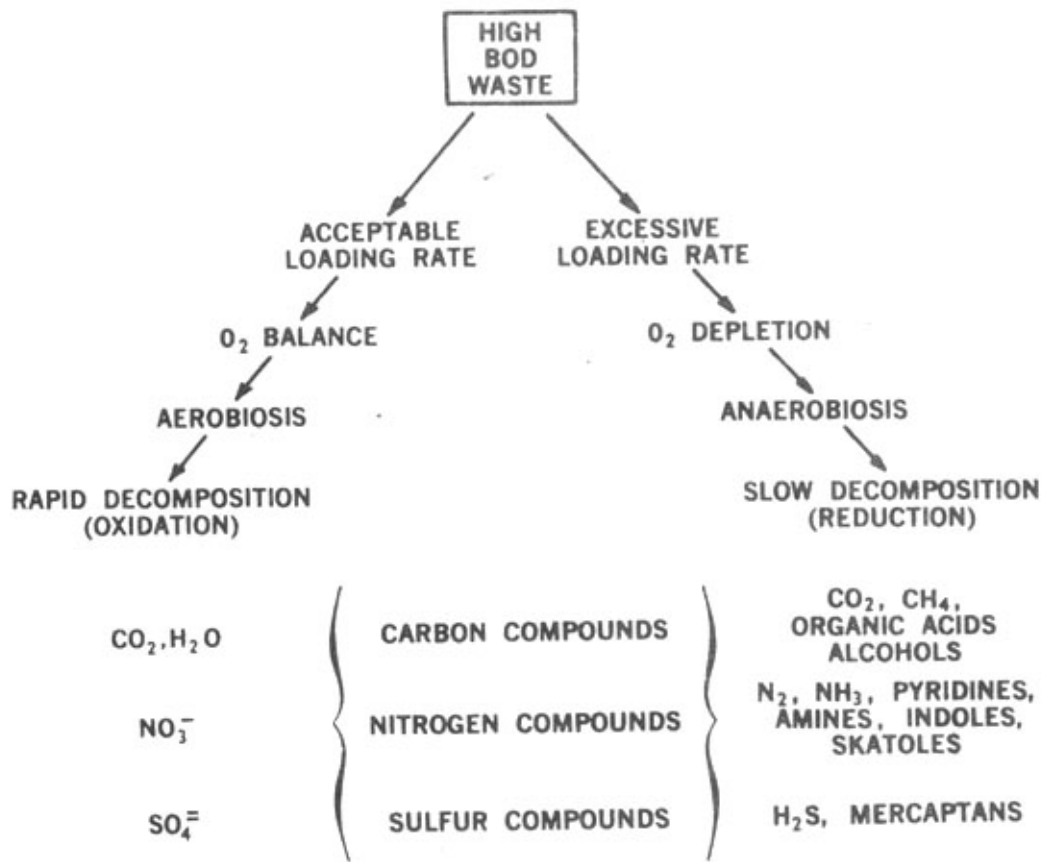 HIGH
BOD
WASTE
ACCEPTABLE
LOADING RATE
EXCESSIVE
LOADING RATE
O₂ BALANCE
O₂ DEPLETION
AEROBIOSIS
ANAEROBIOSIS
RAPID DECOMPOSITION
(OXIDATION)
SLOW DECOMPOSITION
(REDUCTION)
CO₂,H₂O
CARBON COMPOUNDS
CO₂, CH₄,
ORGANIC ACIDS
ALCOHOLS
NO₃⁻
NITROGEN COMPOUNDS
N₂, NH₃, PYRIDINES,
AMINES, INDOLES,
SKATOLES
SO₄⁼
SULFUR COMPOUNDS
H₂S, MERCAPTANS